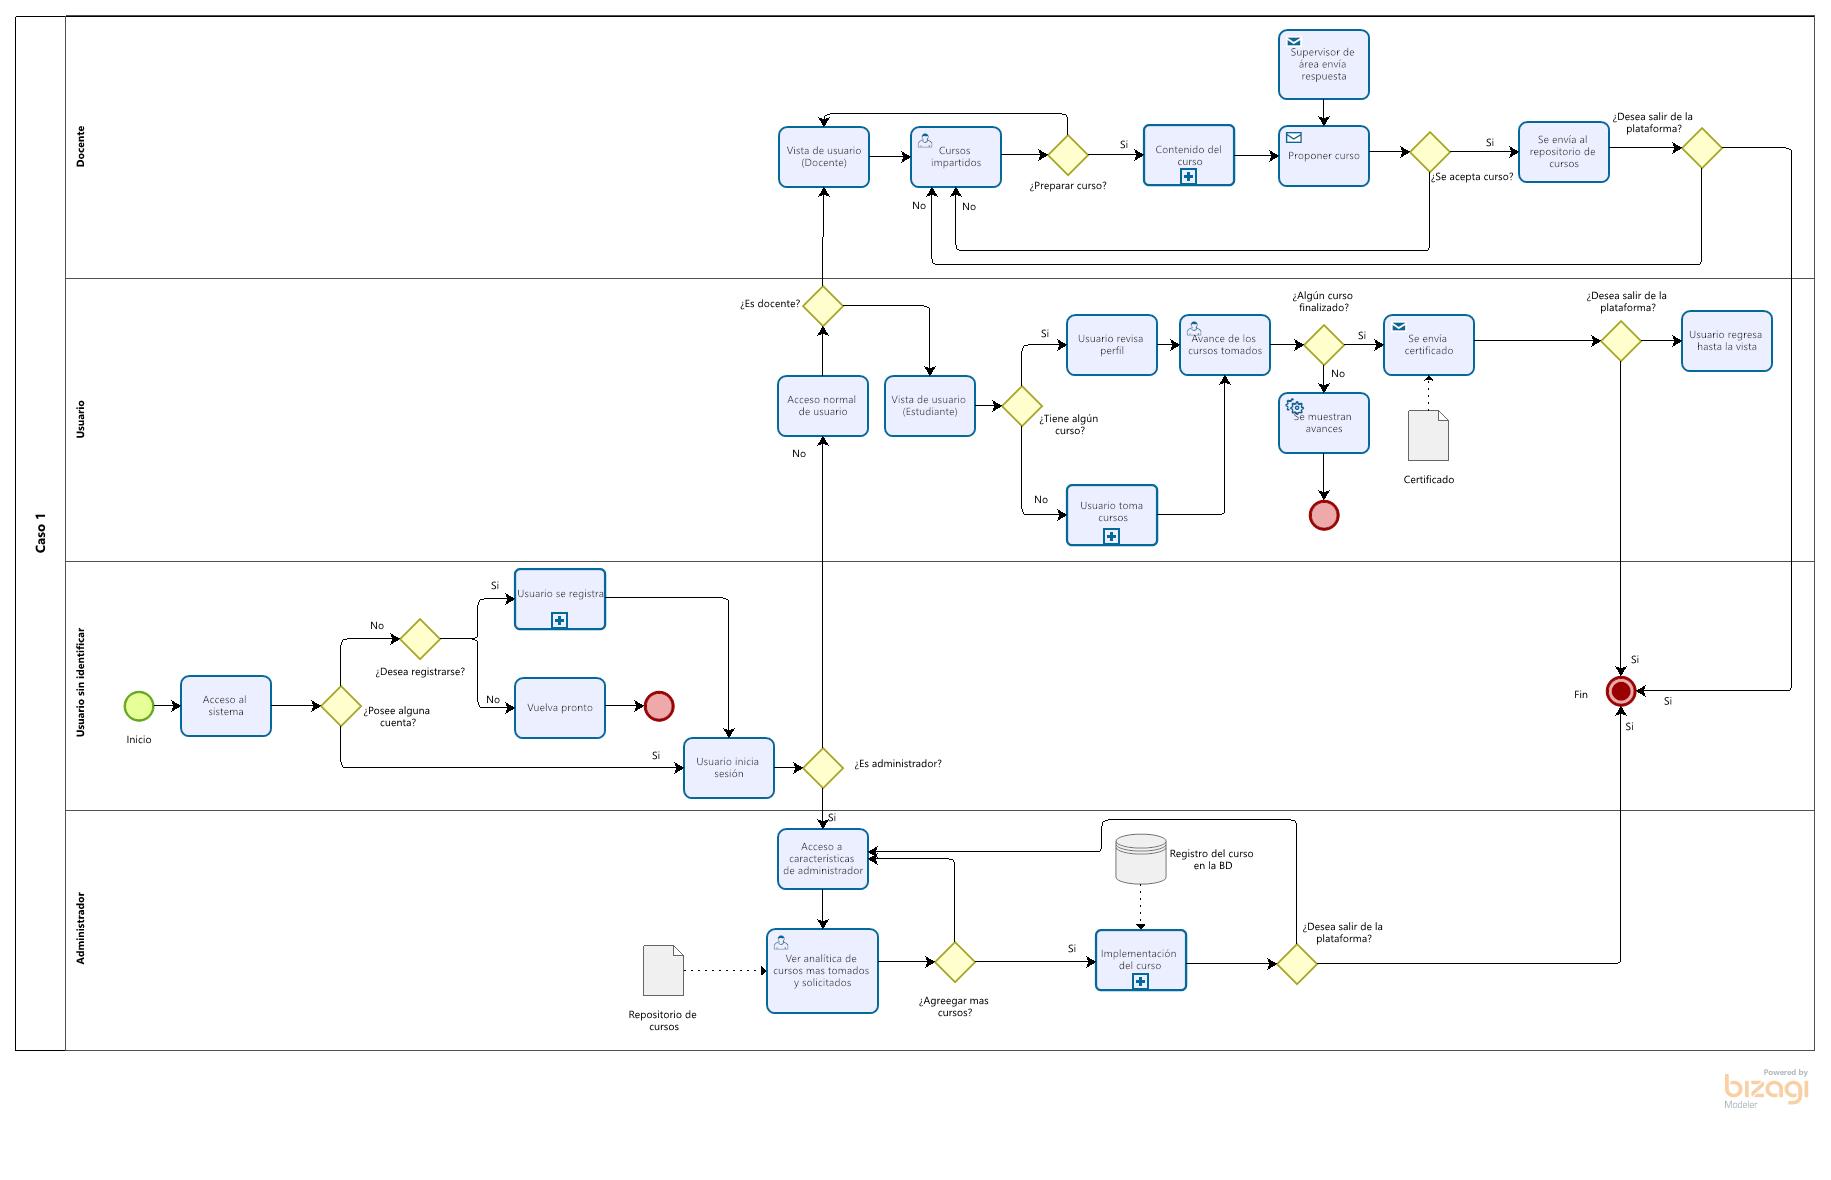 Caso 1
Docente
Supervisor de
área envía
respuesta
Vista de usuario
(Docente)
Cursos
impartidos
¿Preparar curso?
Si
Contenido del
curso
Proponer curso
¿Se acepta curso?
Si
Se envía al
repositorio de
cursos
¿Desea salir de la
plataforma?
No
No
Usuario
¿Es docente?
Acceso normal
de usuario
No
Vista de usuario
(Estudiante)
¿Tiene algún
curso?
Si
Usuario revisa
perfil
No
Usuario toma
cursos
Avance de los
cursos tomados
¿Algún curso
finalizado?
Si
No
Se muestran
avances
Se envía
certificado
Certificado
¿Desea salir de la
plataforma?
Usuario regresa
hasta la vista
Usuario sin identificar
Inicio
Acceso al
sistema
¿Posee alguna
cuenta?
No
¿Desea registrarse?
Si
Usuario se registra
No
Vuelva pronto
Si
Usuario inicia
sesión
¿Es administrador?
Si
Fin
Si
Si
Administrador
Si
Acceso a
características
de administrador
Ver analítica de
cursos mas tomados
y solicitados
Repositorio de
cursos
¿Agreegar mas
cursos?
Si
Registro del curso
en la BD
Implementación
del curso
¿Desea salir de la
plataforma?
Powered by
bizagi
Modeler